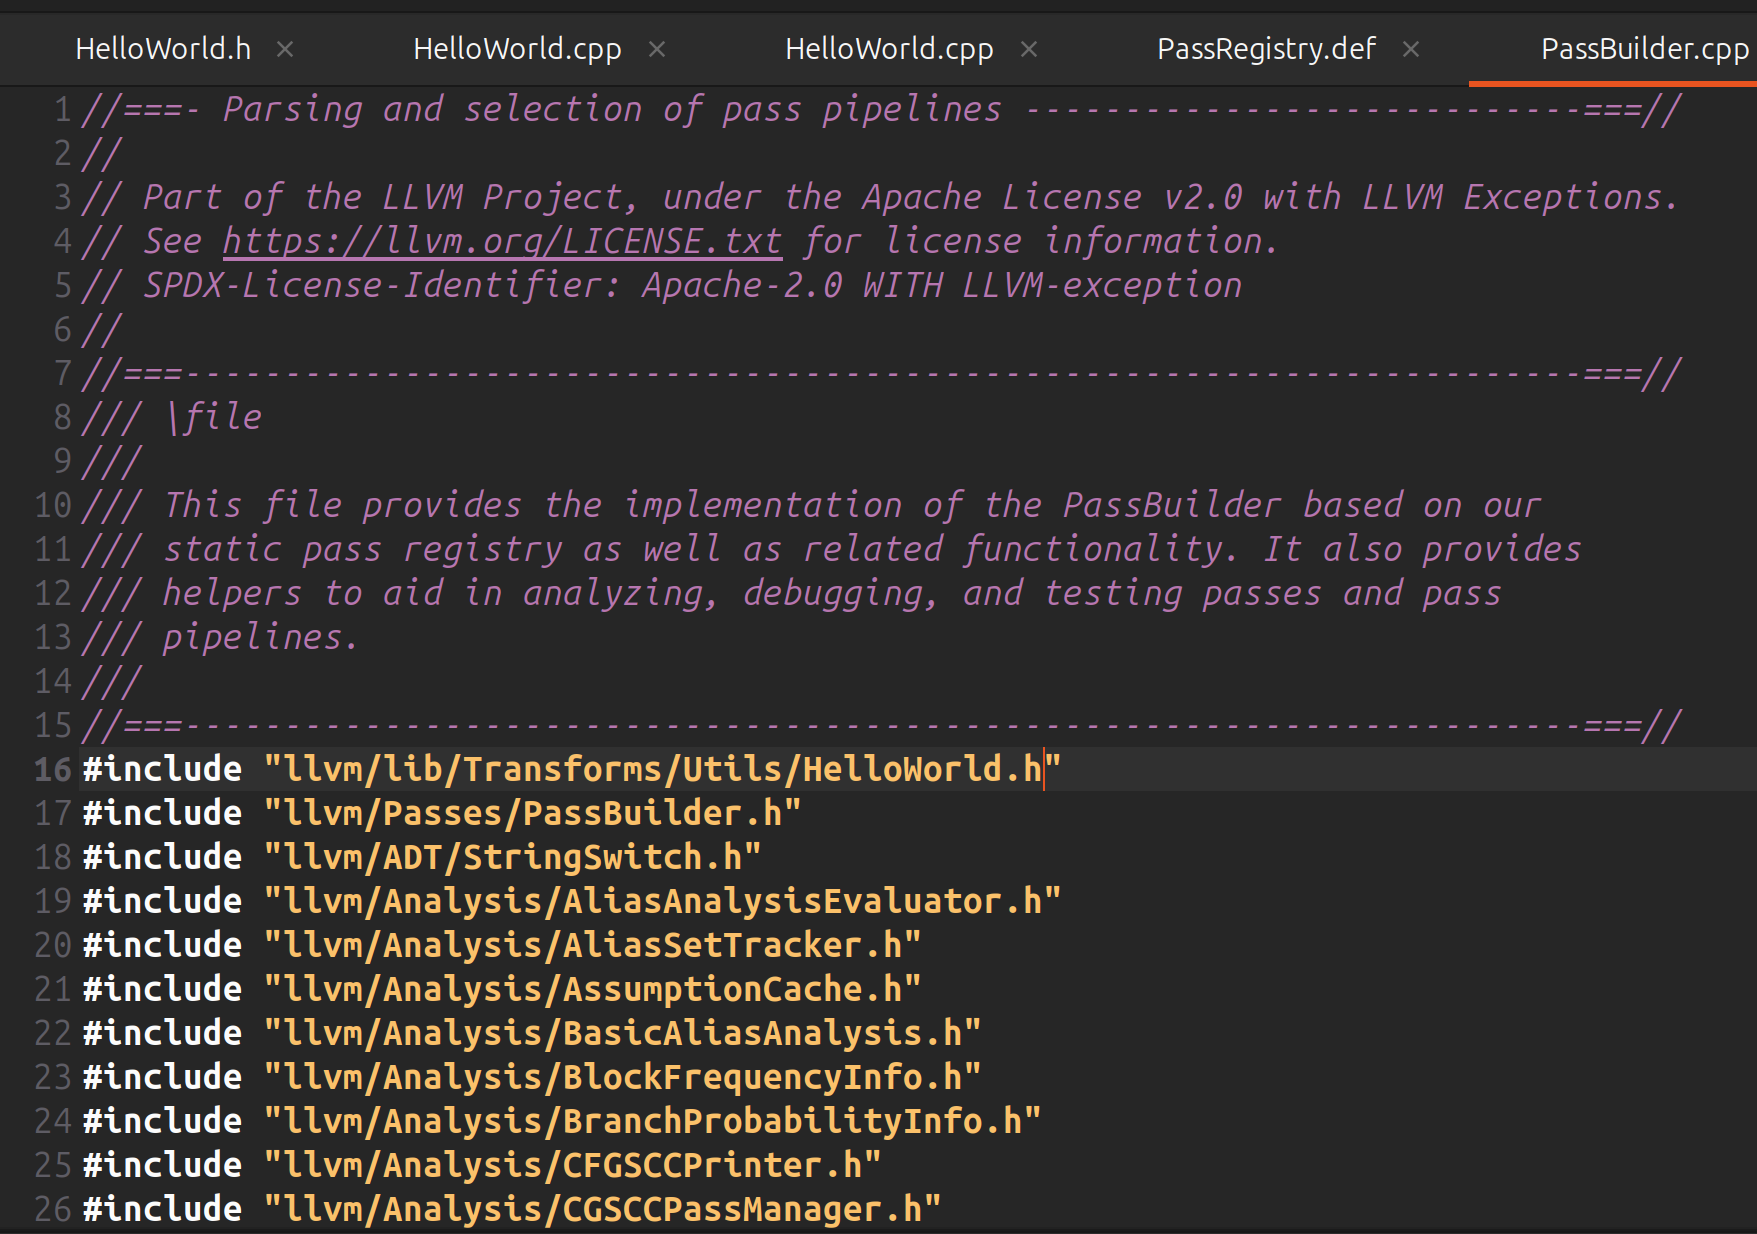 HelloWorld.h × HelloWorld.cpp × HelloWorld.cpp × PassRegistry.def × PassBuilder.cpp
1 //===- Parsing and selection of pass pipelines ----------------------------===//
2 //
3 // Part of the LLVM Project, under the Apache License v2.0 with LLVM Exceptions.
4 // See https://llvm.org/LICENSE.txt for license information.
5 // SPDX-License-Identifier: Apache-2.0 WITH LLVM-exception
6 //
7 //===----------------------------------------------------------------------===//
8 /// \file
9 ///
10 /// This file provides the implementation of the PassBuilder based on our
11 /// static pass registry as well as related functionality. It also provides
12 /// helpers to aid in analyzing, debugging, and testing passes and pass
13 /// pipelines.
14 ///
15 //===----------------------------------------------------------------------===//
16 #include "llvm/lib/Transforms/Utils/HelloWorld.h"
17 #include "llvm/Passes/PassBuilder.h"
18 #include "llvm/ADT/StringSwitch.h"
19 #include "llvm/Analysis/AliasAnalysisEvaluator.h"
20 #include "llvm/Analysis/AliasSetTracker.h"
21 #include "llvm/Analysis/AssumptionCache.h"
22 #include "llvm/Analysis/BasicAliasAnalysis.h"
23 #include "llvm/Analysis/BlockFrequencyInfo.h"
24 #include "llvm/Analysis/BranchProbabilityInfo.h"
25 #include "llvm/Analysis/CFGSCCPrinter.h"
26 #include "llvm/Analysis/CGSCCPassManager.h"